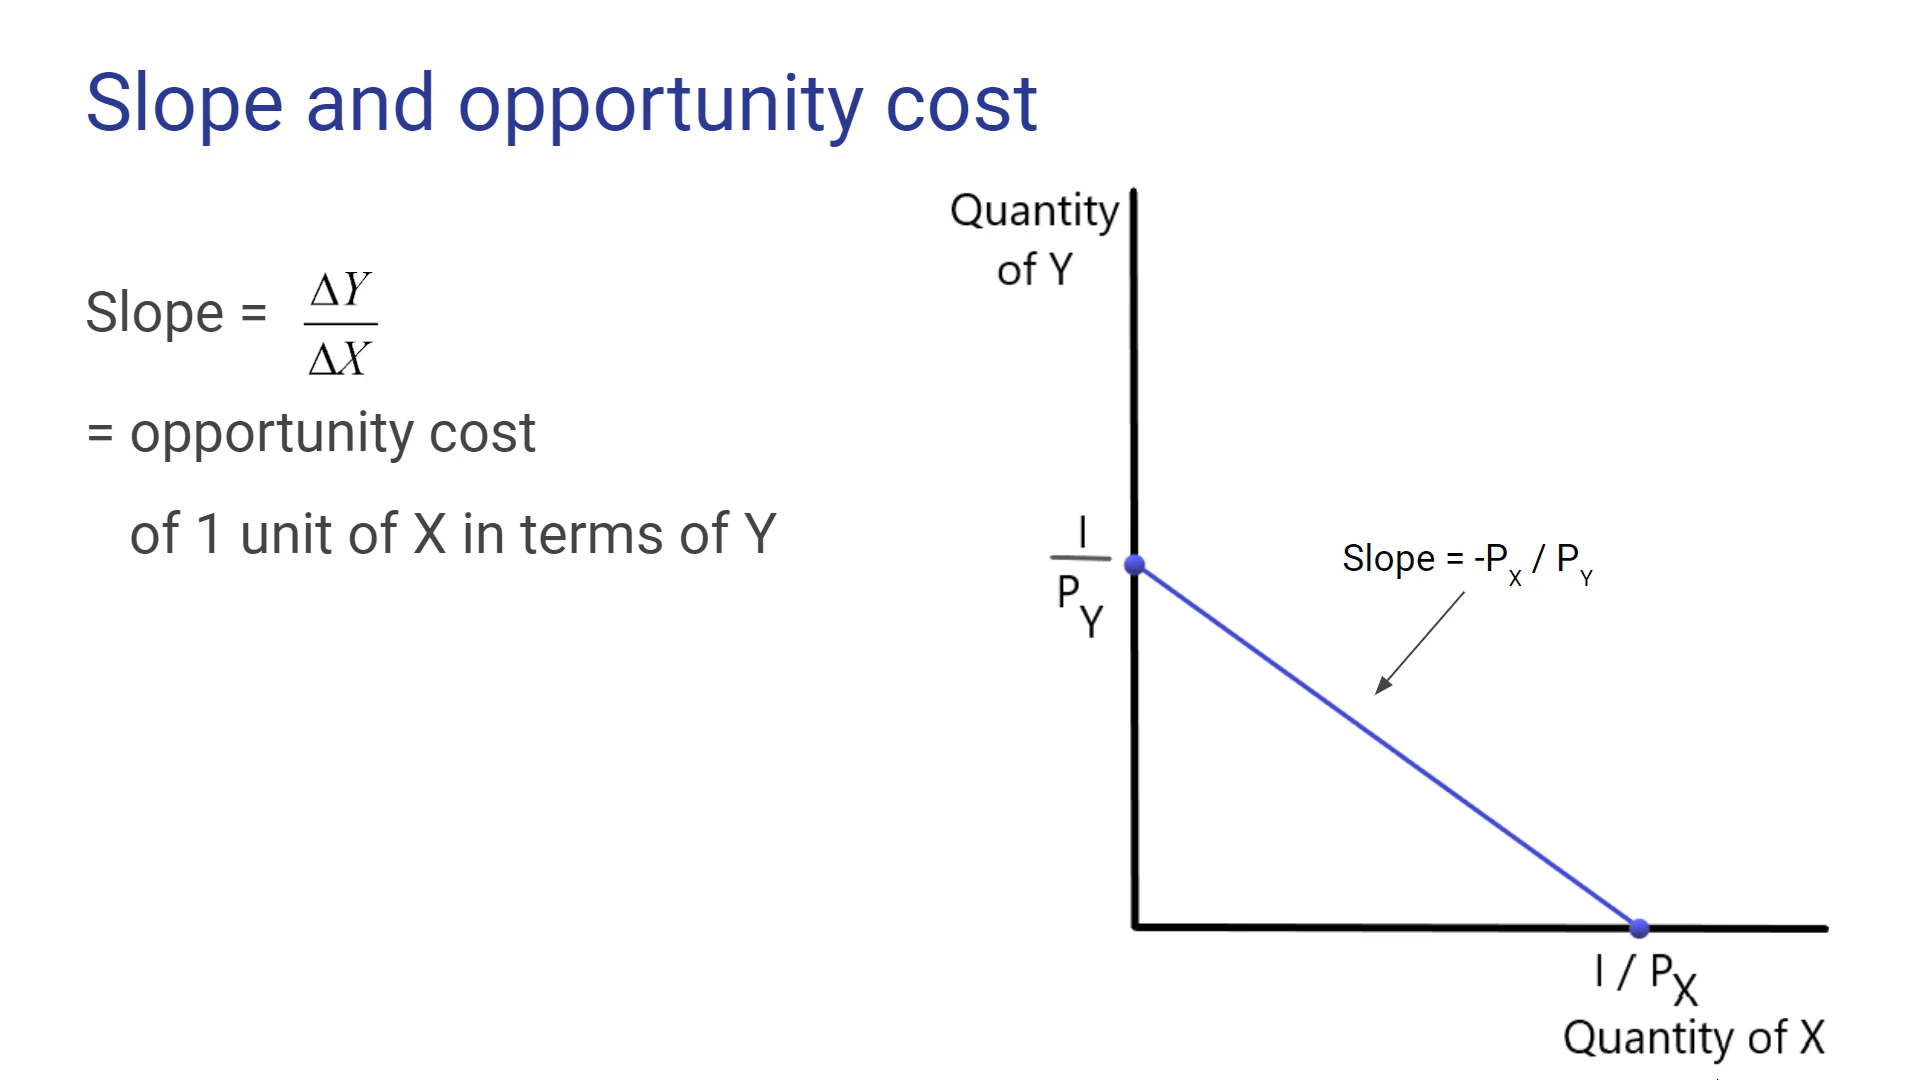 Slope and opportunity cost
Slope = ΔY
ΔX
= opportunity cost
of 1 unit of X in terms of Y
Quantity
of Y
I
P Y
Slope = -PX / PY
I / PX
Quantity of X